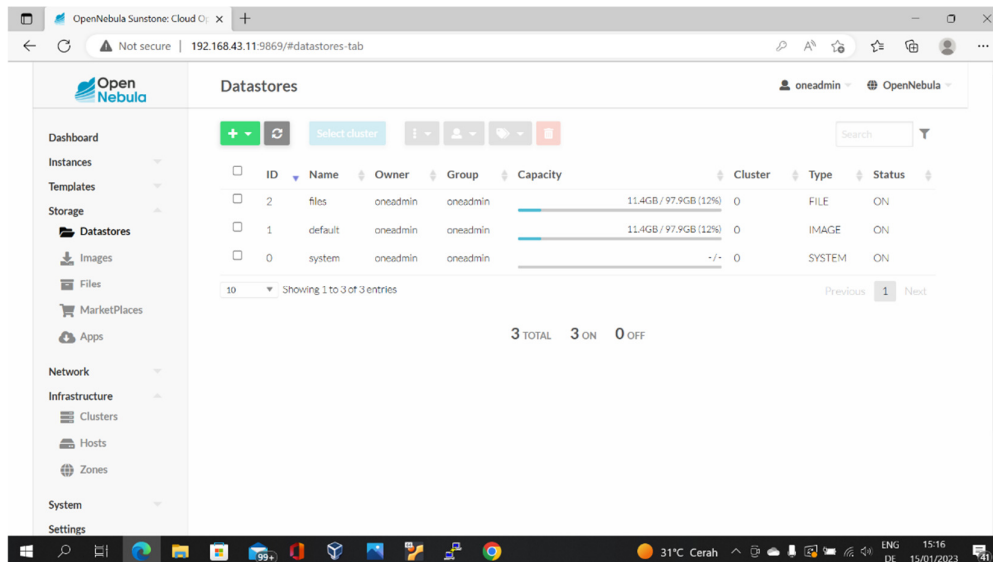 OpenNebula Sunstone: Cloud O
Not secure | 192.168.43.11:9869/#datastores-tab
Open Nebula
Datastores
oneadmin
OpenNebula
Dashboard
Instances
Templates
Storage
Datastores
Images
Files
MarketPlaces
Apps
Network
Infrastructure
Clusters
Hosts
Zones
System
Settings
Select cluster
Search
ID Name Owner Group Capacity Cluster Type Status
2 files oneadmin oneadmin 11.4GB / 97.9GB (12%) 0 FILE ON
1 default oneadmin oneadmin 11.4GB / 97.9GB (12%) 0 IMAGE ON
0 system oneadmin oneadmin - / - 0 SYSTEM ON
10 Showing 1 to 3 of 3 entries
Previous 1 Next
3 TOTAL 3 ON 0 OFF
99+
31°C Cerah
ENG
DE
15:16
15/01/2023
41